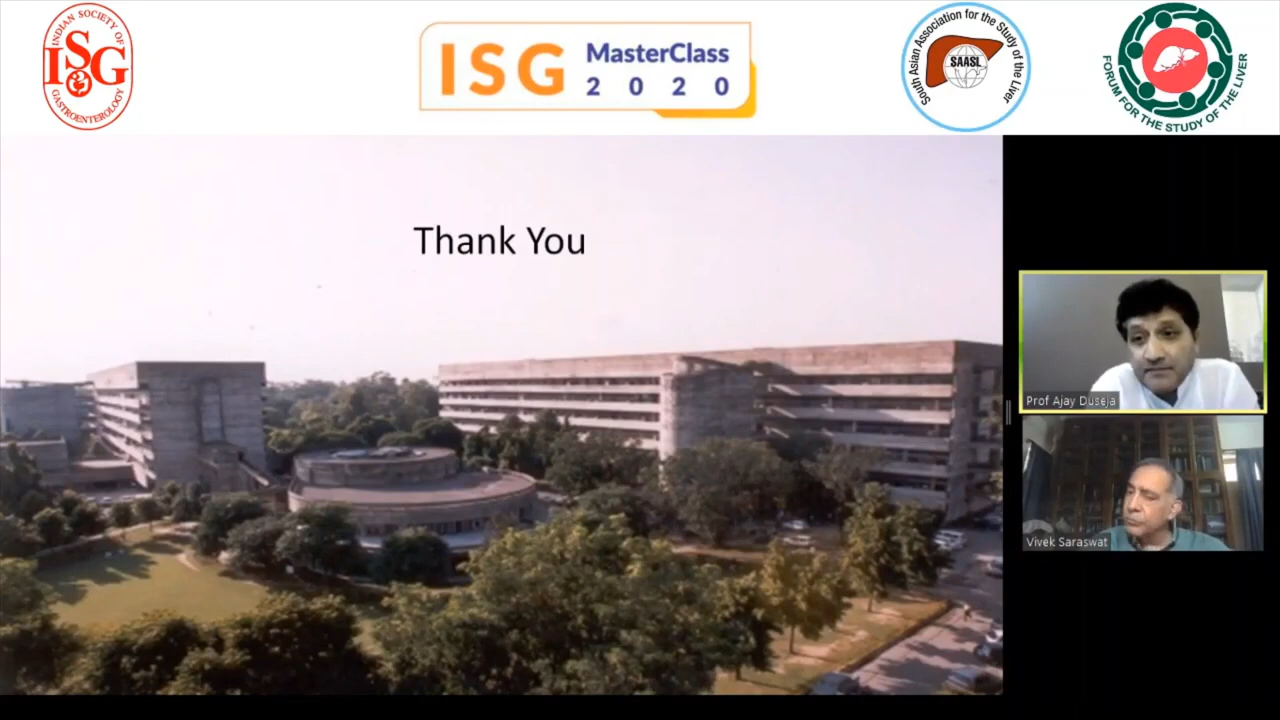 INDIAN SOCIETY OF
ISG
GASTROENTEROLOGY
ISG MasterClass
2020
South Asian Association for the Study of the Liver
SAASL
FORUM FOR THE STUDY OF THE LIVER
Thank You
Prof Ajay Duseja
Vivek Saraswat